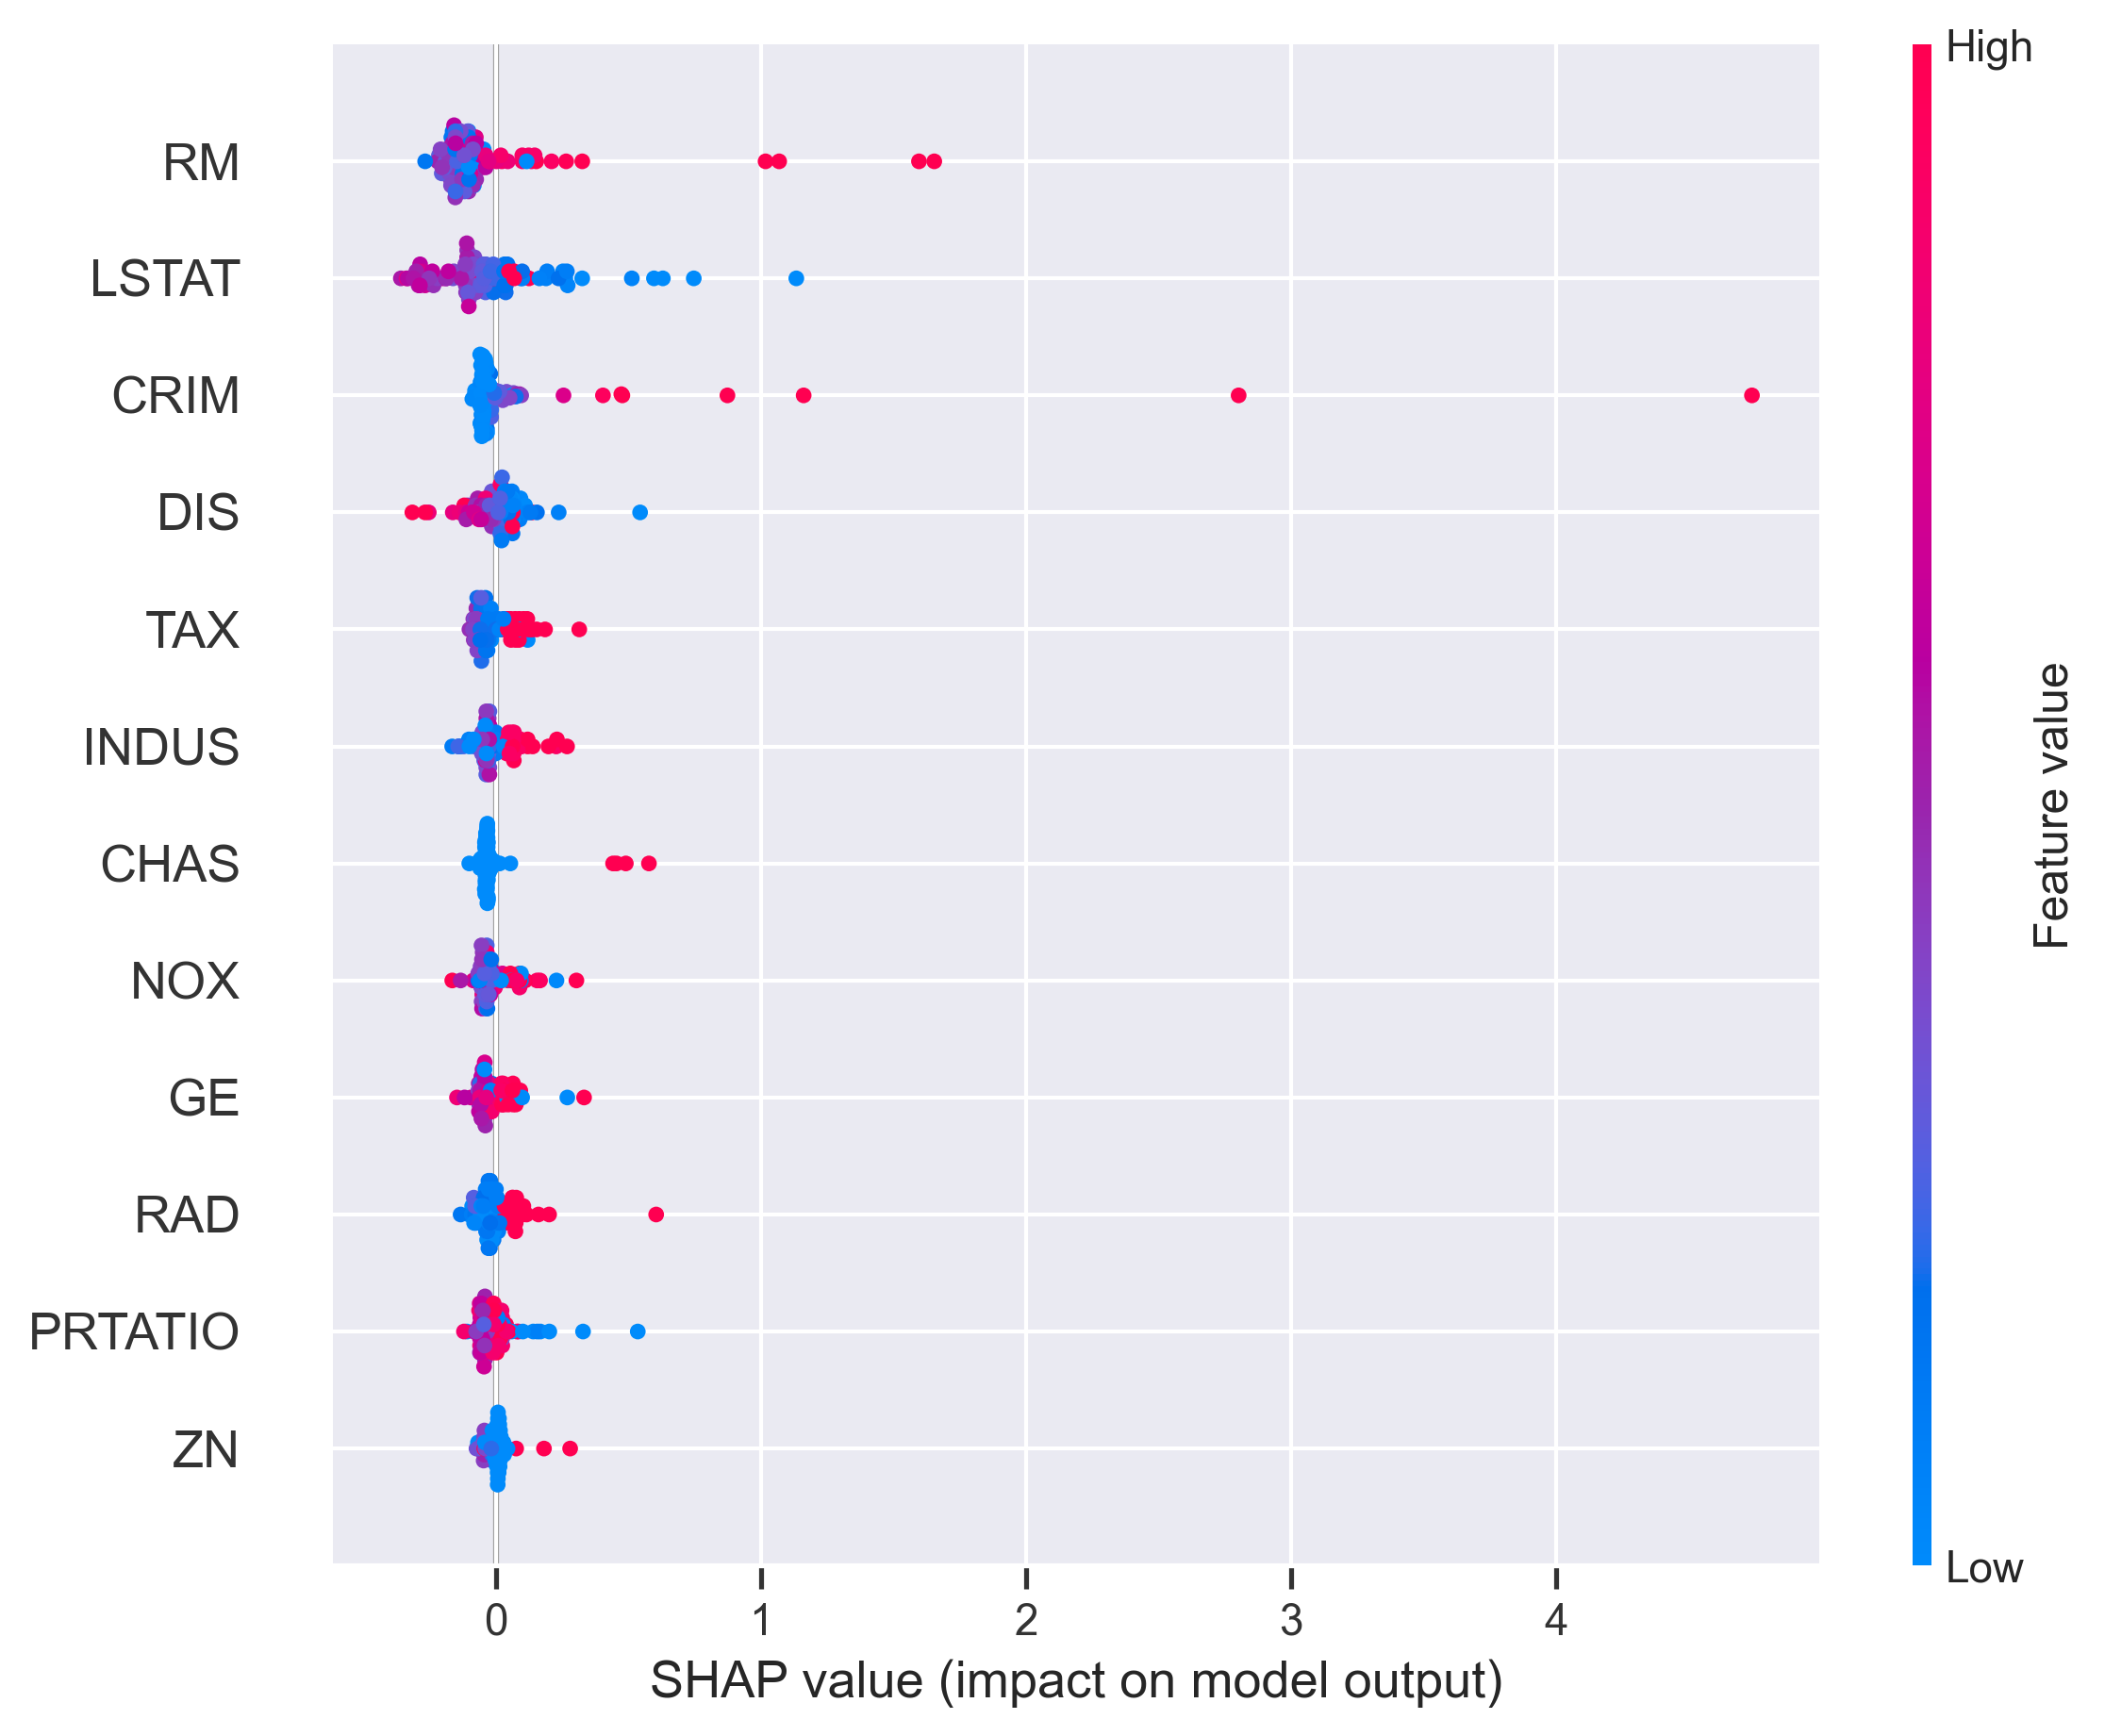 High
RM
LSTAT
CRIM
DIS
TAX
INDUS
CHAS
NOX
GE
RAD
PRTATIO
ZN
Feature value
Low
0 1 2 3 4
SHAP value (impact on model output)